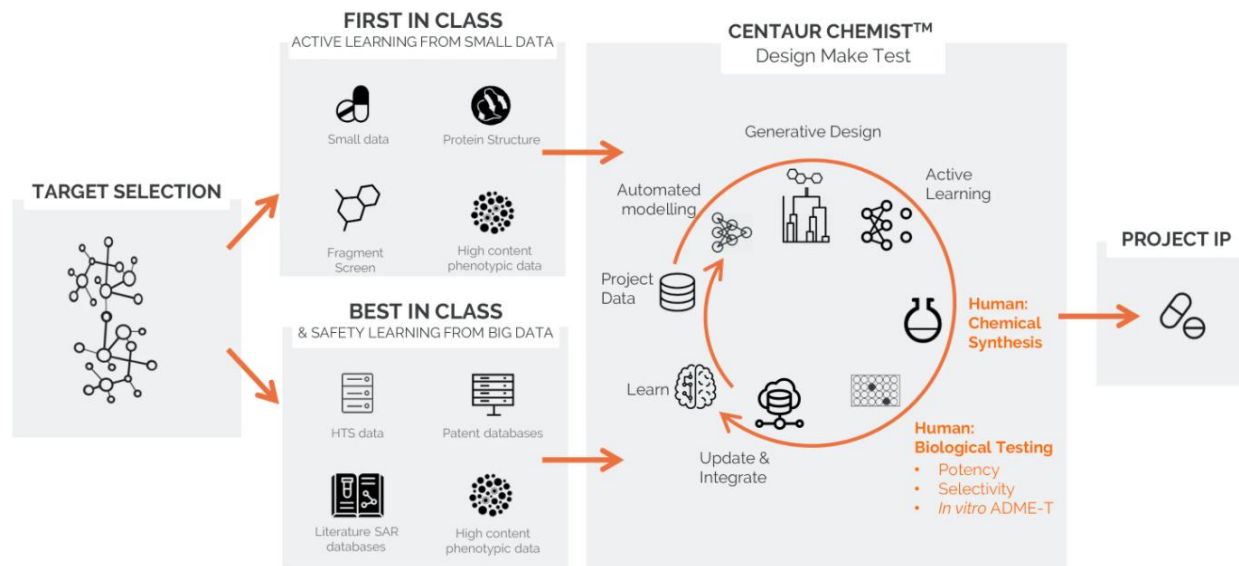 TARGET SELECTION
FIRST IN CLASS
ACTIVE LEARNING FROM SMALL DATA
Small data
Protein Structure
Fragment
Screen
High content
phenotypic data
BEST IN CLASS
& SAFETY LEARNING FROM BIG DATA
HTS data
Patent databases
Literature SAR
databases
High content
phenotypic data
CENTAUR CHEMIST™
Design Make Test
Generative Design
Automated
modelling
Active
Learning
Project
Data
Human:
Chemical
Synthesis
Learn
Update &
Integrate
Human:
Biological Testing
• Potency
• Selectivity
• In vitro ADME-T
PROJECT IP